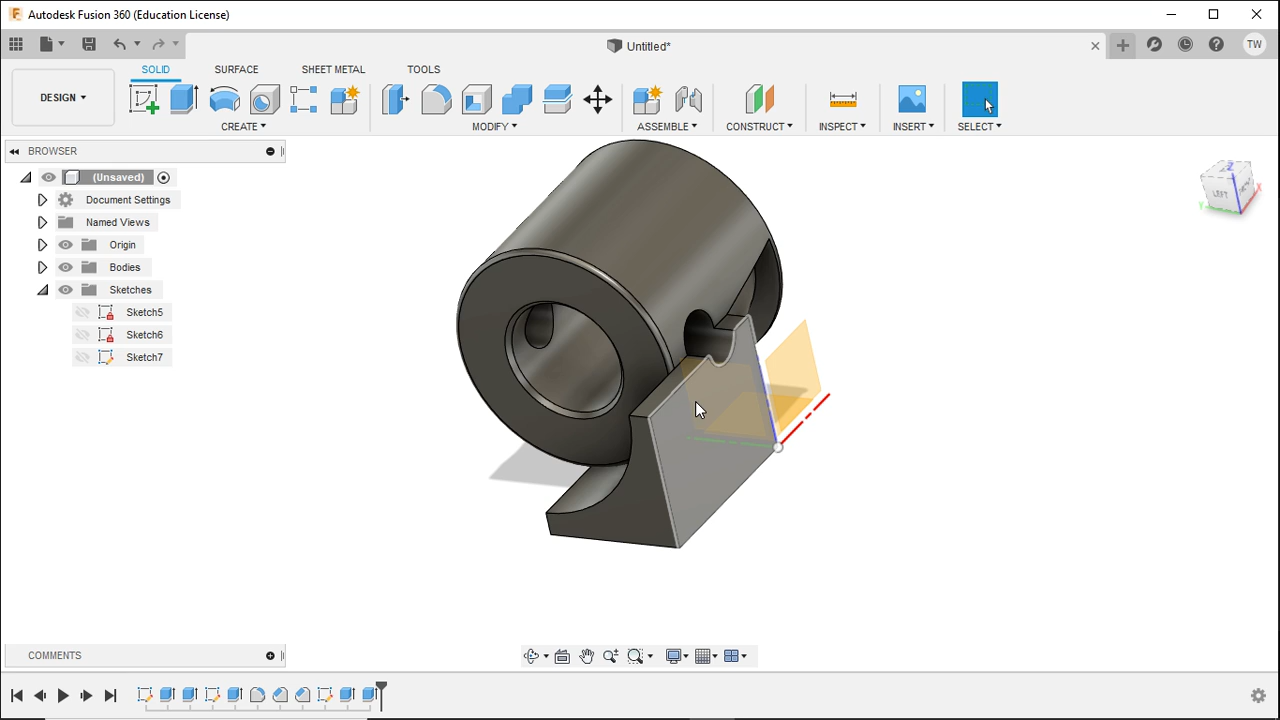 Autodesk Fusion 360 (Education License)
Untitled*
TW
DESIGN
SOLID
SURFACE
SHEET METAL
TOOLS
CREATE
MODIFY
ASSEMBLE
CONSTRUCT
INSPECT
INSERT
SELECT
BROWSER
(Unsaved)
Document Settings
Named Views
Origin
Bodies
Sketches
Sketch5
Sketch6
Sketch7
LEFT
Z
X
Y
COMMENTS